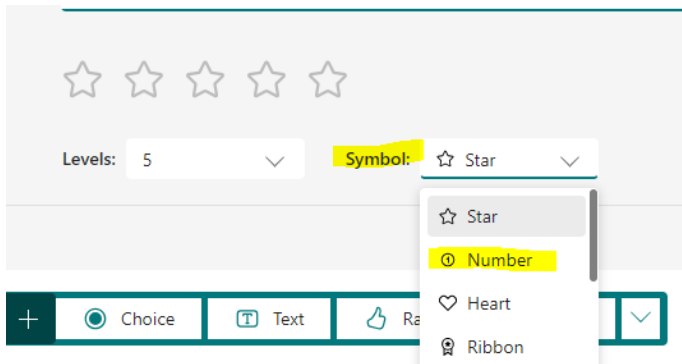 Levels: 5 Symbol: Star
Star
Number
Heart
Choice Text Ra
Ribbon